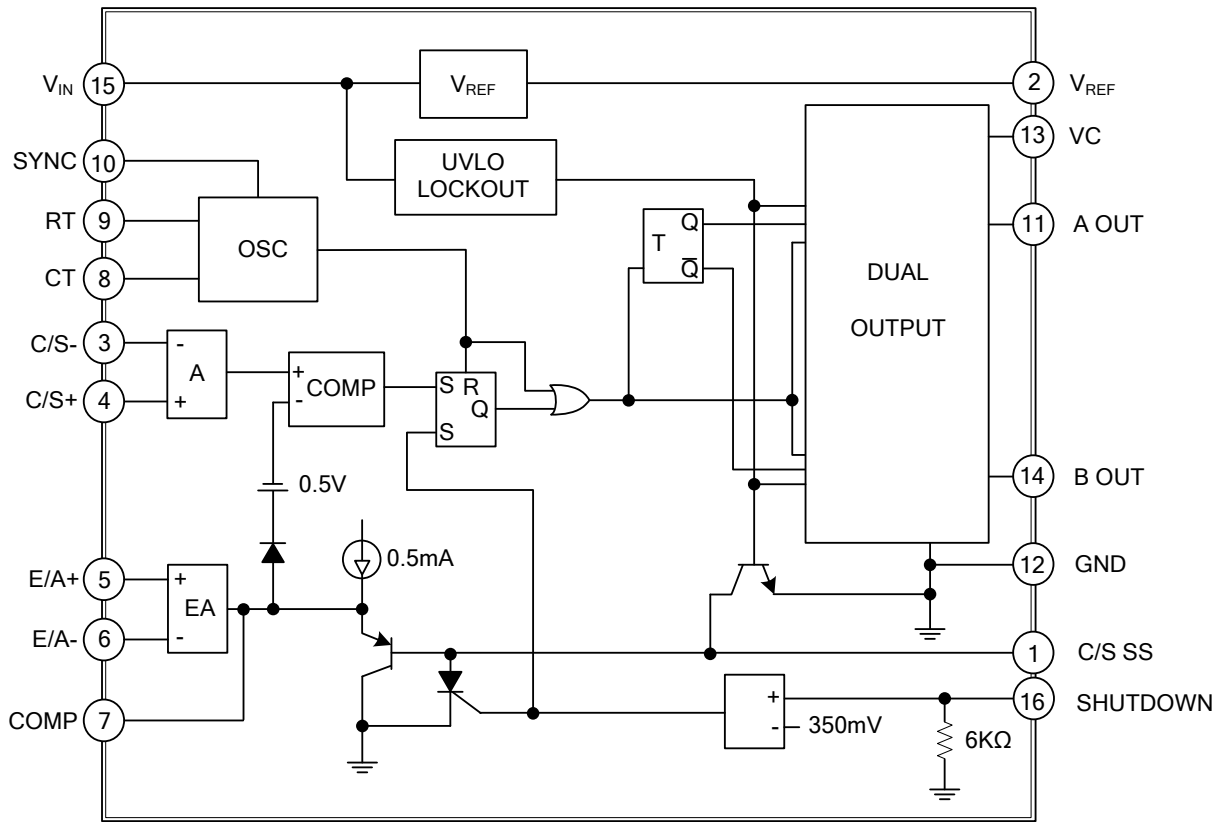 V_IN 15
V_REF
2 V_REF
13 VC
SYNC 10
UVLO
LOCKOUT
RT 9
OSC
T Q
Q̅
11 A OUT
CT 8
DUAL
OUTPUT
C/S- 3 -
A
C/S+ 4 +
+
-
COMP
S R
Q
S
0.5V
14 B OUT
0.5mA
E/A+ 5 +
EA
E/A- 6 -
12 GND
1 C/S SS
COMP 7
+
- 350mV
16 SHUTDOWN
6KΩ